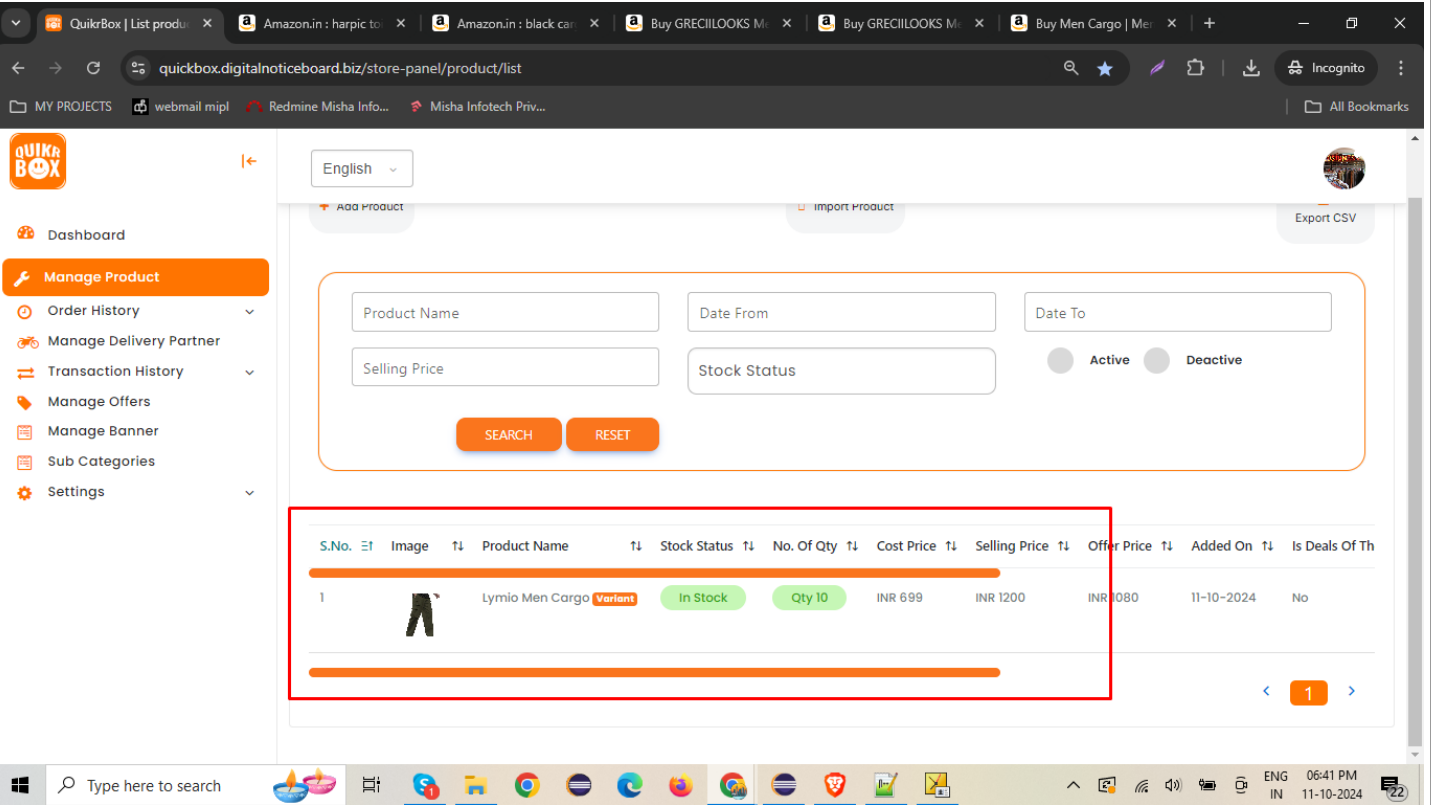 QuikrBox | List produc
Amazon.in : harpic toi
Amazon.in : black carg
Buy GRECIILOOKS Me
Buy GRECIILOOKS Me
Buy Men Cargo | Men
quickbox.digitalnoticeboard.biz/store-panel/product/list
Incognito
MY PROJECTS
webmail mipl
Redmine Misha Info...
Misha Infotech Priv...
All Bookmarks
QUIKR
BOX
English
Add Product
Import Product
Export CSV
Dashboard
Manage Product
Order History
Manage Delivery Partner
Transaction History
Manage Offers
Manage Banner
Sub Categories
Settings
Product Name
Date From
Date To
Selling Price
Stock Status
Active
Deactive
SEARCH
RESET
S.No. Image Product Name Stock Status No. Of Qty Cost Price Selling Price Offer Price Added On Is Deals Of Th
1 Lymio Men Cargo Variant In Stock Qty 10 INR 699 INR 1200 INR 1080 11-10-2024 No
1
Type here to search
ENG
IN
06:41 PM
11-10-2024
22